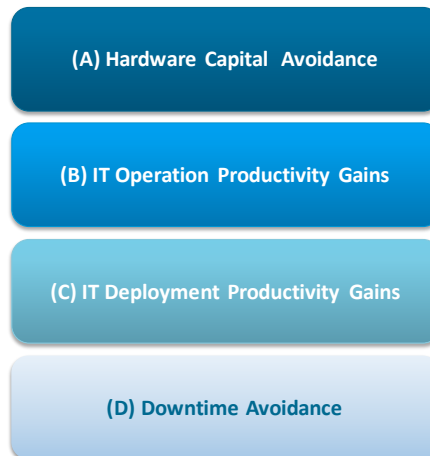 (A) Hardware Capital Avoidance
(B) IT Operation Productivity Gains
(C) IT Deployment Productivity Gains
(D) Downtime Avoidance